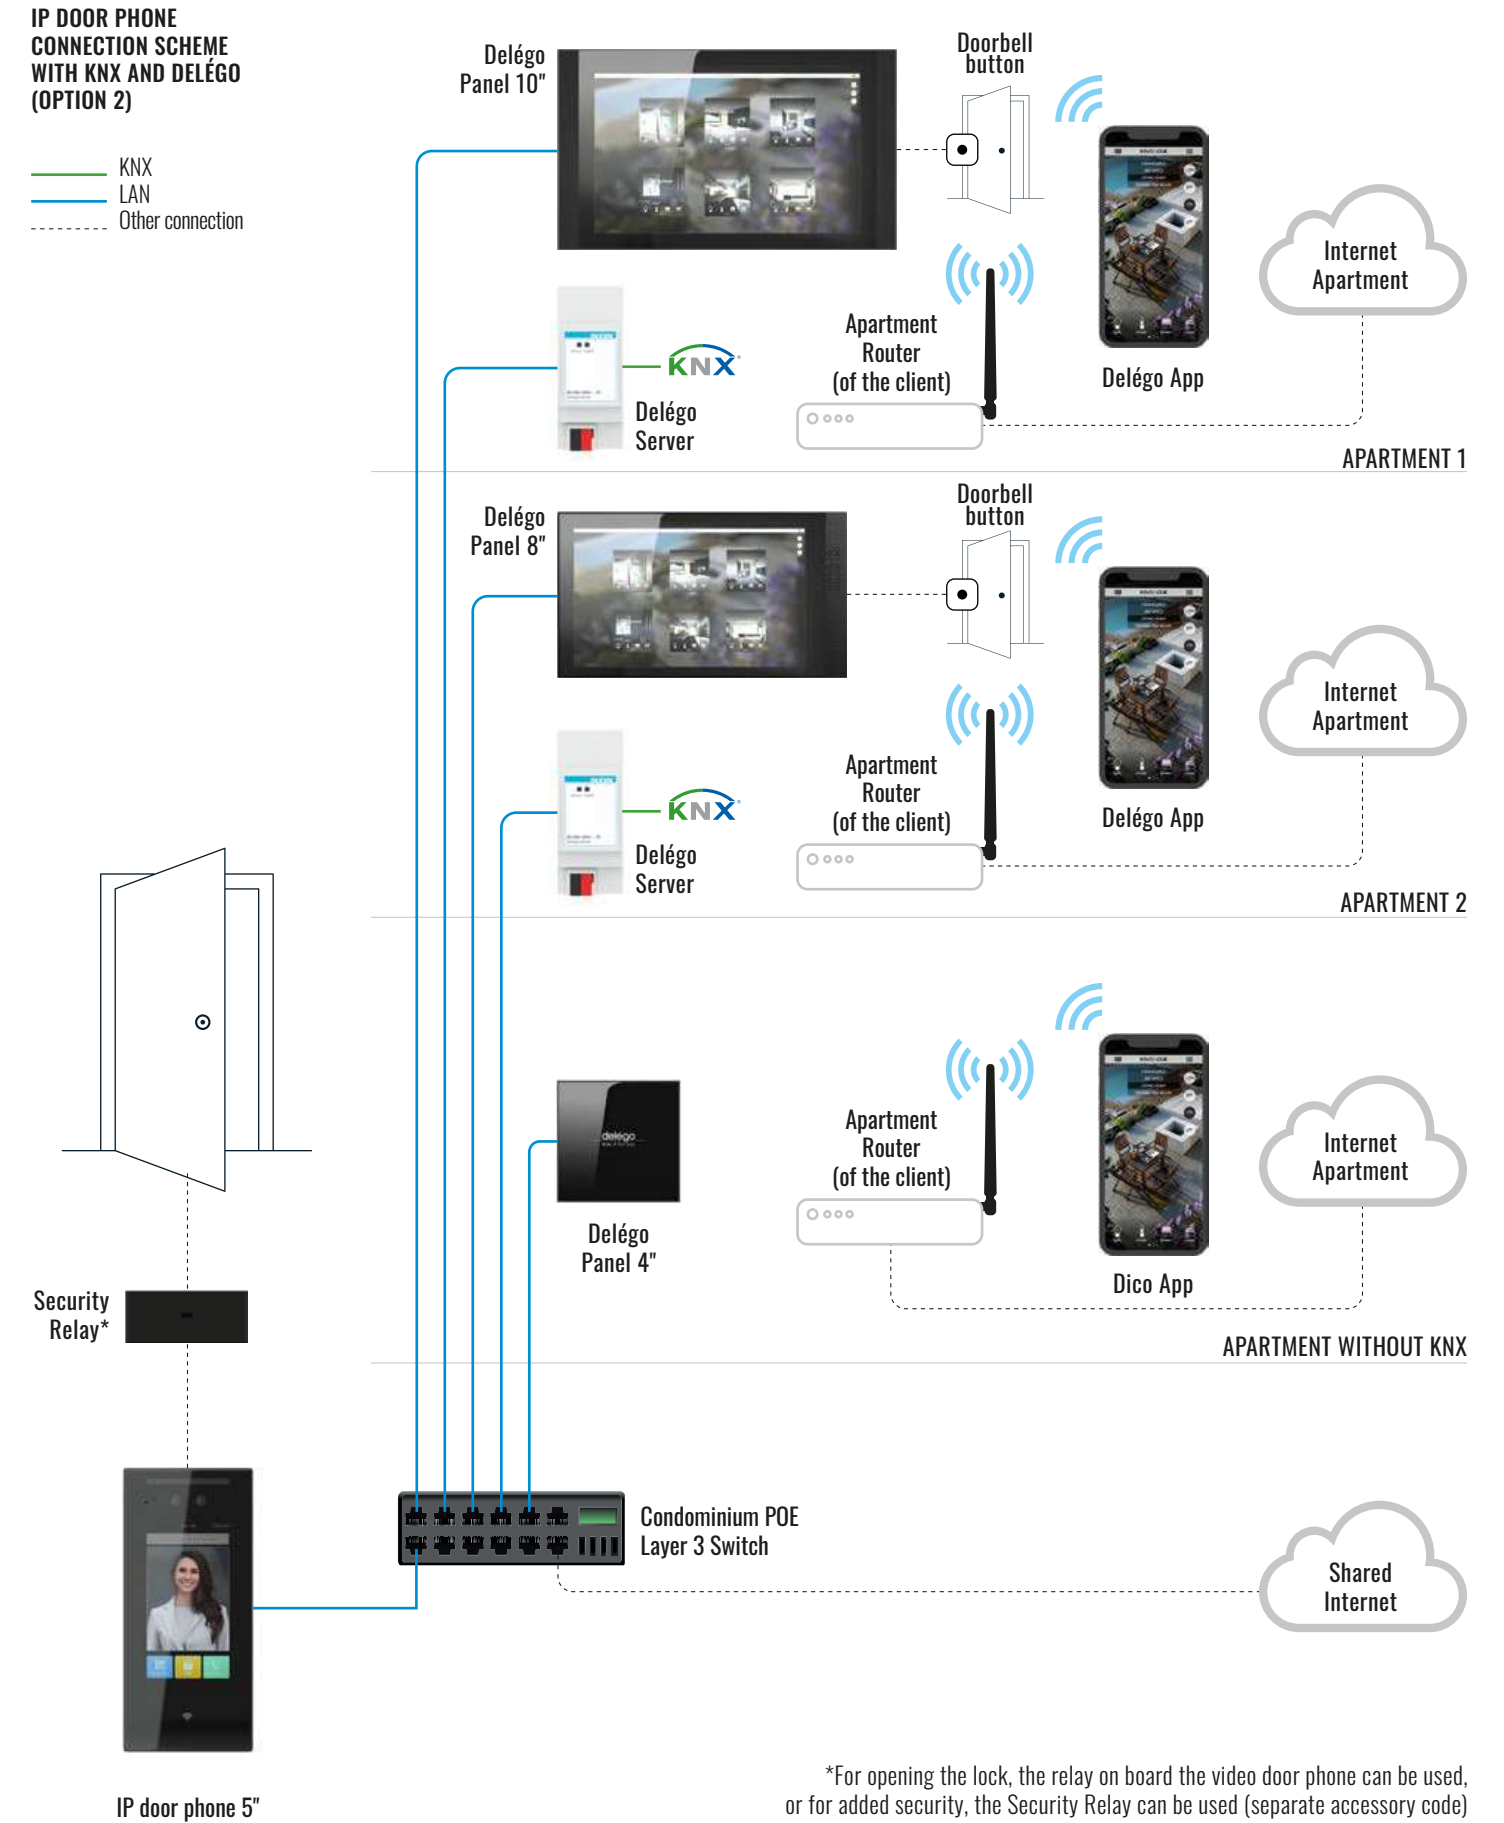 IP DOOR PHONE
CONNECTION SCHEME
WITH KNX AND DELÉGO
(OPTION 2)
KNX
LAN
Other connection
Delégo
Panel 10"
Doorbell
button
Internet
Apartment
Apartment
Router
(of the client)
KNX
Delégo
Server
Delégo App
APARTMENT 1
Delégo
Panel 8"
Doorbell
button
Internet
Apartment
Apartment
Router
(of the client)
KNX
Delégo
Server
Delégo App
APARTMENT 2
delégo
Delégo
Panel 4"
Apartment
Router
(of the client)
Internet
Apartment
Dico App
APARTMENT WITHOUT KNX
Security
Relay*
Condominium POE
Layer 3 Switch
Shared
Internet
IP door phone 5"
*For opening the lock, the relay on board the video door phone can be used,
or for added security, the Security Relay can be used (separate accessory code)